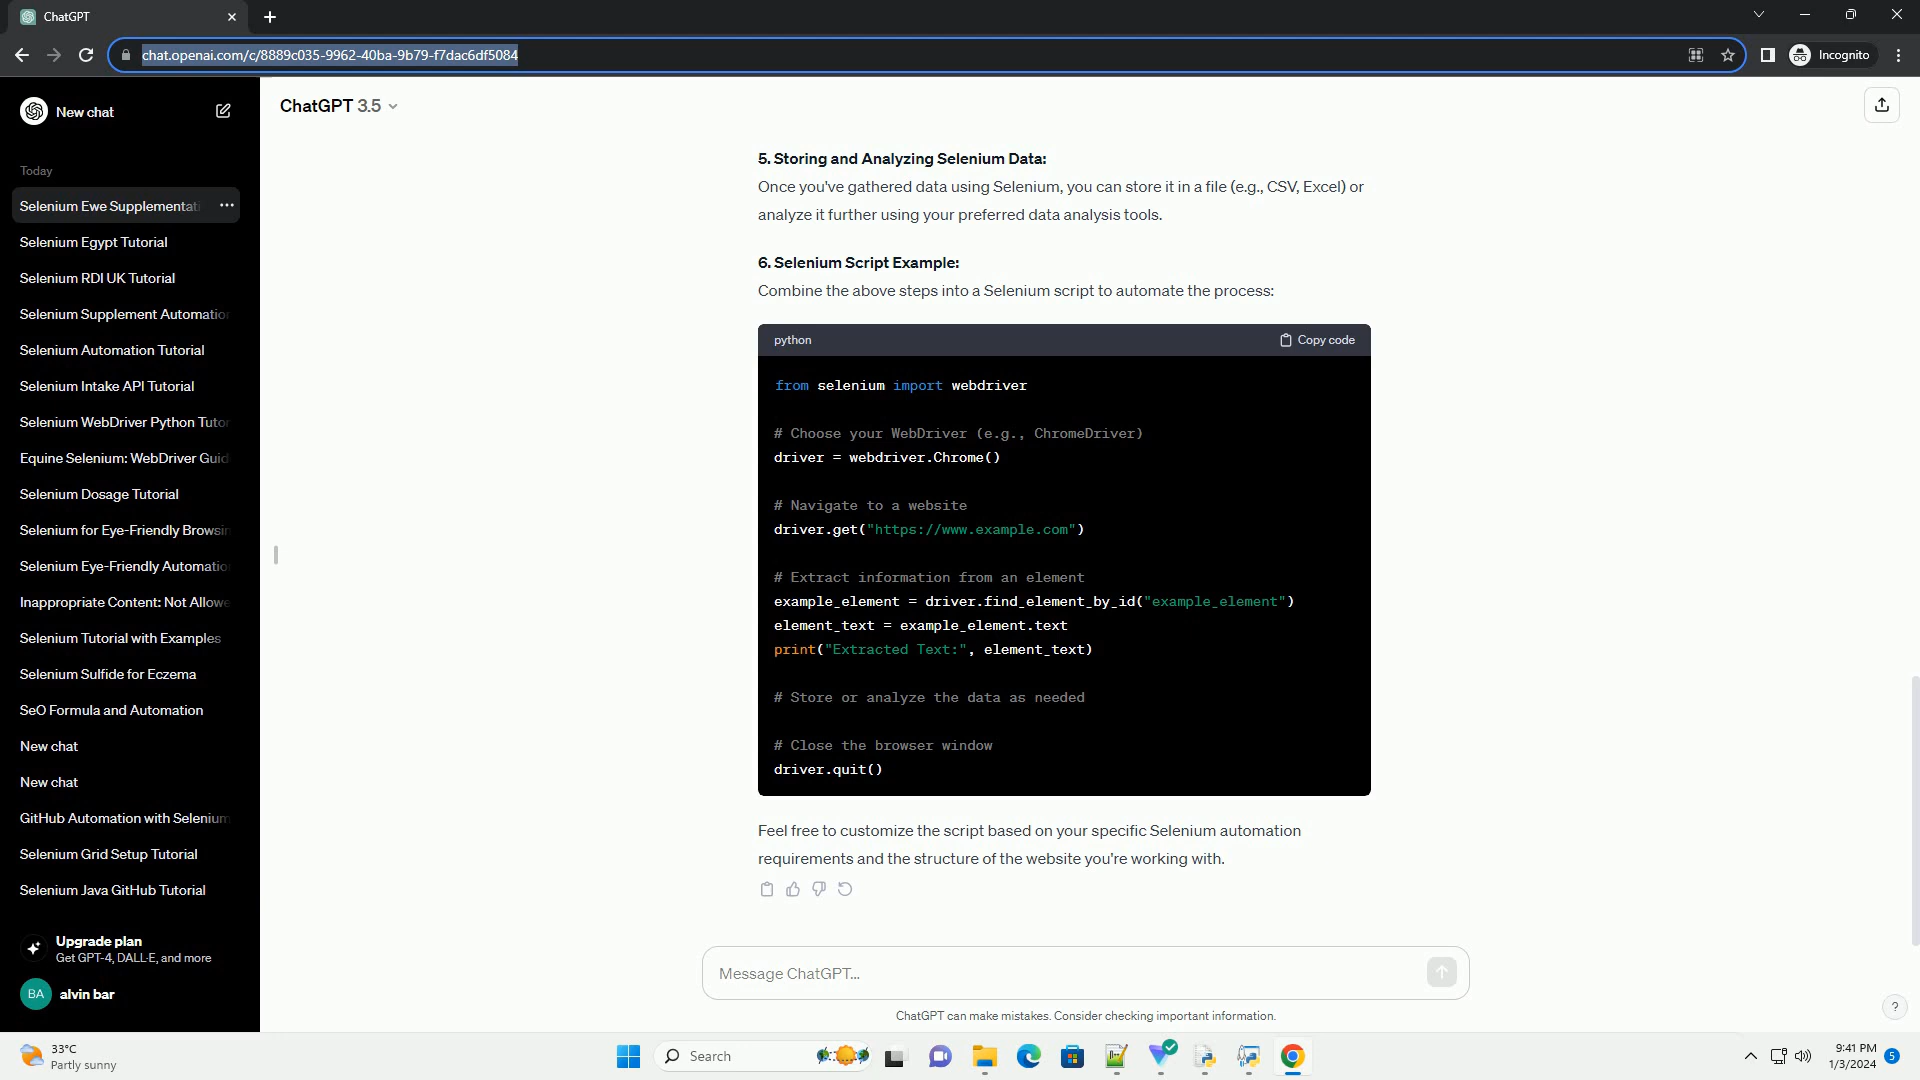 ChatGPT
chat.openai.com/c/8889c035-9962-40ba-9b79-f7dac6df5084
Incognito
New chat
Today
Selenium Ewe Supplementati
Selenium Egypt Tutorial
Selenium RDI UK Tutorial
Selenium Supplement Automation
Selenium Automation Tutorial
Selenium Intake API Tutorial
Selenium WebDriver Python Tutor
Equine Selenium: WebDriver Guid
Selenium Dosage Tutorial
Selenium for Eye-Friendly Browsin
Selenium Eye-Friendly Automatio
Inappropriate Content: Not Allowe
Selenium Tutorial with Examples
Selenium Sulfide for Eczema
SeO Formula and Automation
New chat
New chat
GitHub Automation with Selenium
Selenium Grid Setup Tutorial
Selenium Java GitHub Tutorial
Upgrade plan
Get GPT-4, DALL·E, and more
BA alvin bar
ChatGPT 3.5
5. Storing and Analyzing Selenium Data:
Once you've gathered data using Selenium, you can store it in a file (e.g., CSV, Excel) or
analyze it further using your preferred data analysis tools.
6. Selenium Script Example:
Combine the above steps into a Selenium script to automate the process:
python Copy code
from selenium import webdriver
# Choose your WebDriver (e.g., ChromeDriver)
driver = webdriver.Chrome()
# Navigate to a website
driver.get("https://www.example.com")
# Extract information from an element
example_element = driver.find_element_by_id("example_element")
element_text = example_element.text
print("Extracted Text:", element_text)
# Store or analyze the data as needed
# Close the browser window
driver.quit()
Feel free to customize the script based on your specific Selenium automation
requirements and the structure of the website you're working with.
Message ChatGPT...
ChatGPT can make mistakes. Consider checking important information.
?
33°C
Partly sunny
Search
9:41 PM
1/3/2024
5